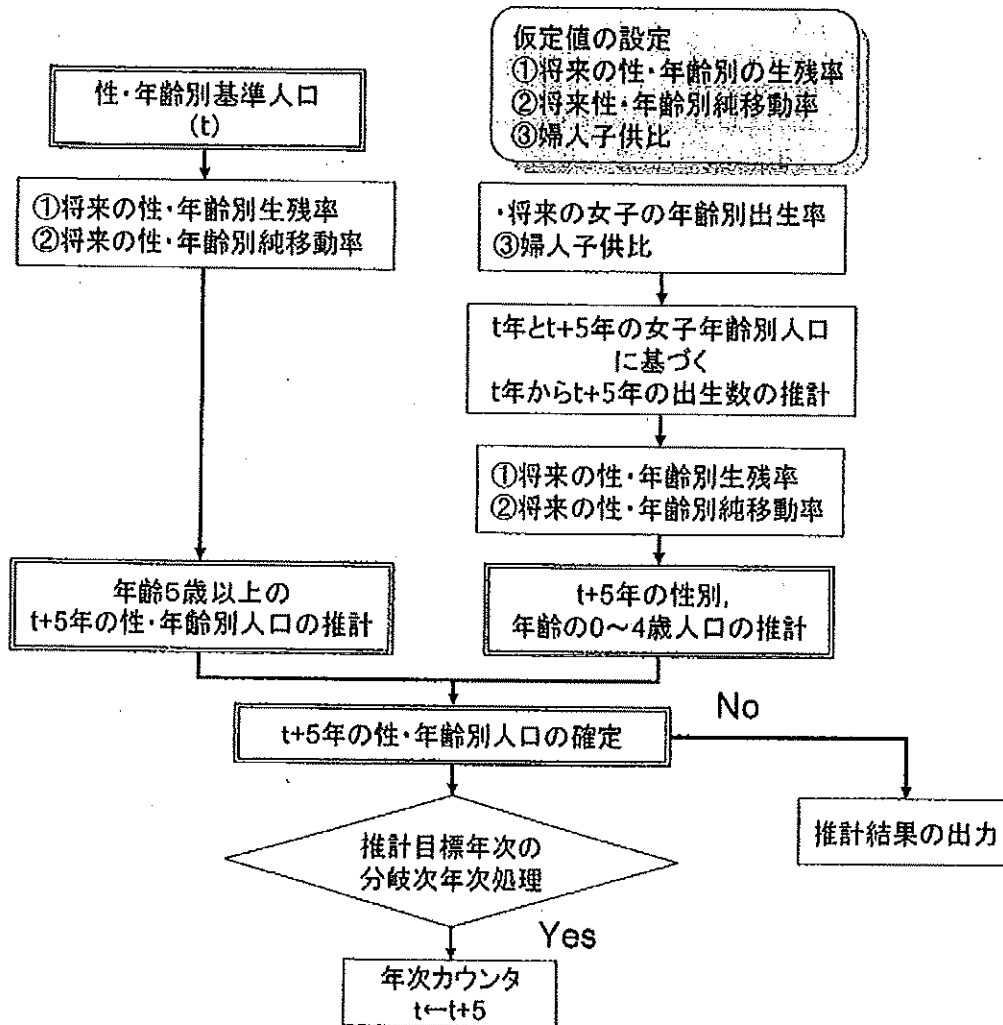 仮定値の設定
①将来の性・年齢別の生残率
②将来性・年齢別純移動率
③婦人子供比
性・年齢別基準人口
(t)
①将来の性・年齢別生残率
②将来の性・年齢別純移動率
・将来の女子の年齢別出生率
③婦人子供比
t年とt+5年の女子年齢別人口
に基づく
t年からt+5年の出生数の推計
①将来の性・年齢別生残率
②将来の性・年齢別純移動率
年齢5歳以上の
t+5年の性・年齢別人口の推計
t+5年の性別,
年齢の0～4歳人口の推計
t+5年の性・年齢別人口の確定
No
推計結果の出力
推計目標年次の
分岐次年次処理
Yes
年次カウンタ
t←t+5